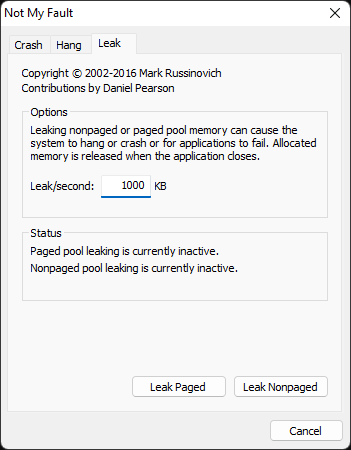 Not My Fault
Crash Hang Leak
Copyright © 2002-2016 Mark Russinovich
Contributions by Daniel Pearson
Options
Leaking nonpaged or paged pool memory can cause the
system to hang or crash or for applications to fail. Allocated
memory is released when the application closes.
Leak/second: 1000 KB
Status
Paged pool leaking is currently inactive.
Nonpaged pool leaking is currently inactive.
Leak Paged Leak Nonpaged
Cancel